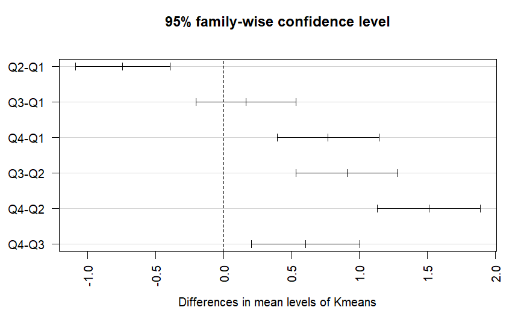 95% family-wise confidence level
Q2-Q1
Q3-Q1
Q4-Q1
Q3-Q2
Q4-Q2
Q4-Q3
-1.0 -0.5 0.0 0.5 1.0 1.5 2.0
Differences in mean levels of Kmeans